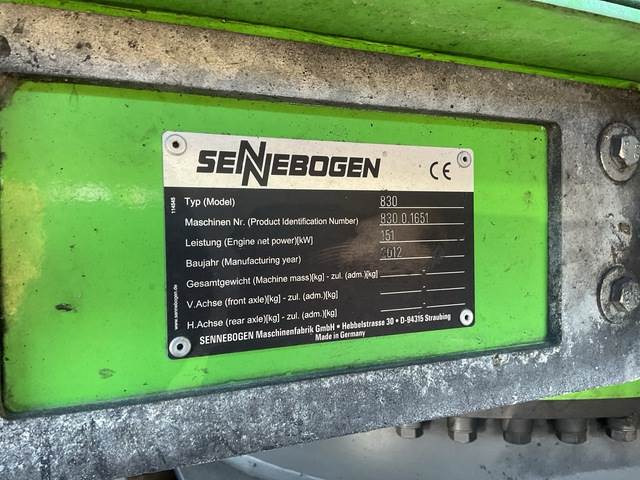 SENNEBOGEN CE
Typ (Model) 830
Maschinen Nr. (Product Identification Number) 830.0.1651
Leistung (Engine net power)[kW] 151
Baujahr (Manufacturing year) 2012
Gesamtgewicht (Machine mass)[kg] - zul. (adm.)[kg] - -
V.Achse (front axle)[kg] - zul. (adm.)[kg] - -
H.Achse (rear axle)[kg] - zul. (adm.)[kg] - -
SENNEBOGEN Maschinenfabrik GmbH • Hebbelstrasse 30 • D-94315 Straubing
Made in Germany
www.sennebogen.de